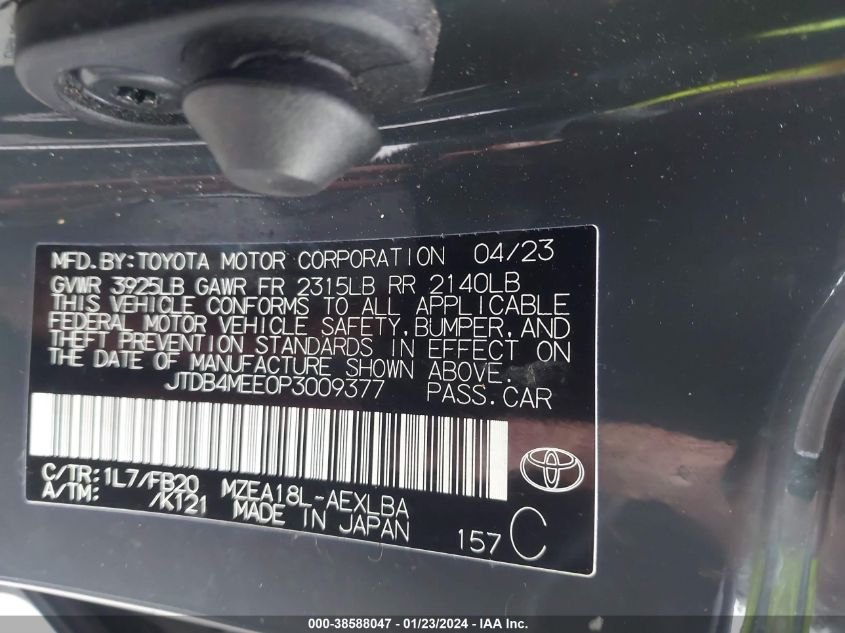 MFD.BY:TOYOTA MOTOR CORPORATION 04/23
GVWR 3925LB GAWR FR 2315LB RR 2140LB
THIS VEHICLE CONFORMS TO ALL APPLICABLE
FEDERAL MOTOR VEHICLE SAFETY, BUMPER, AND
THEFT PREVENTION STANDARDS IN EFFECT ON
THE DATE OF MANUFACTURE SHOWN ABOVE.
JTDB4MEE0P3009377 PASS.CAR
C/TR:1L7/FB20 MZEA18L-AEXLBA
A/TM: /K121 MADE IN JAPAN
157 C
000-38588047 - 01/23/2024 - IAA Inc.